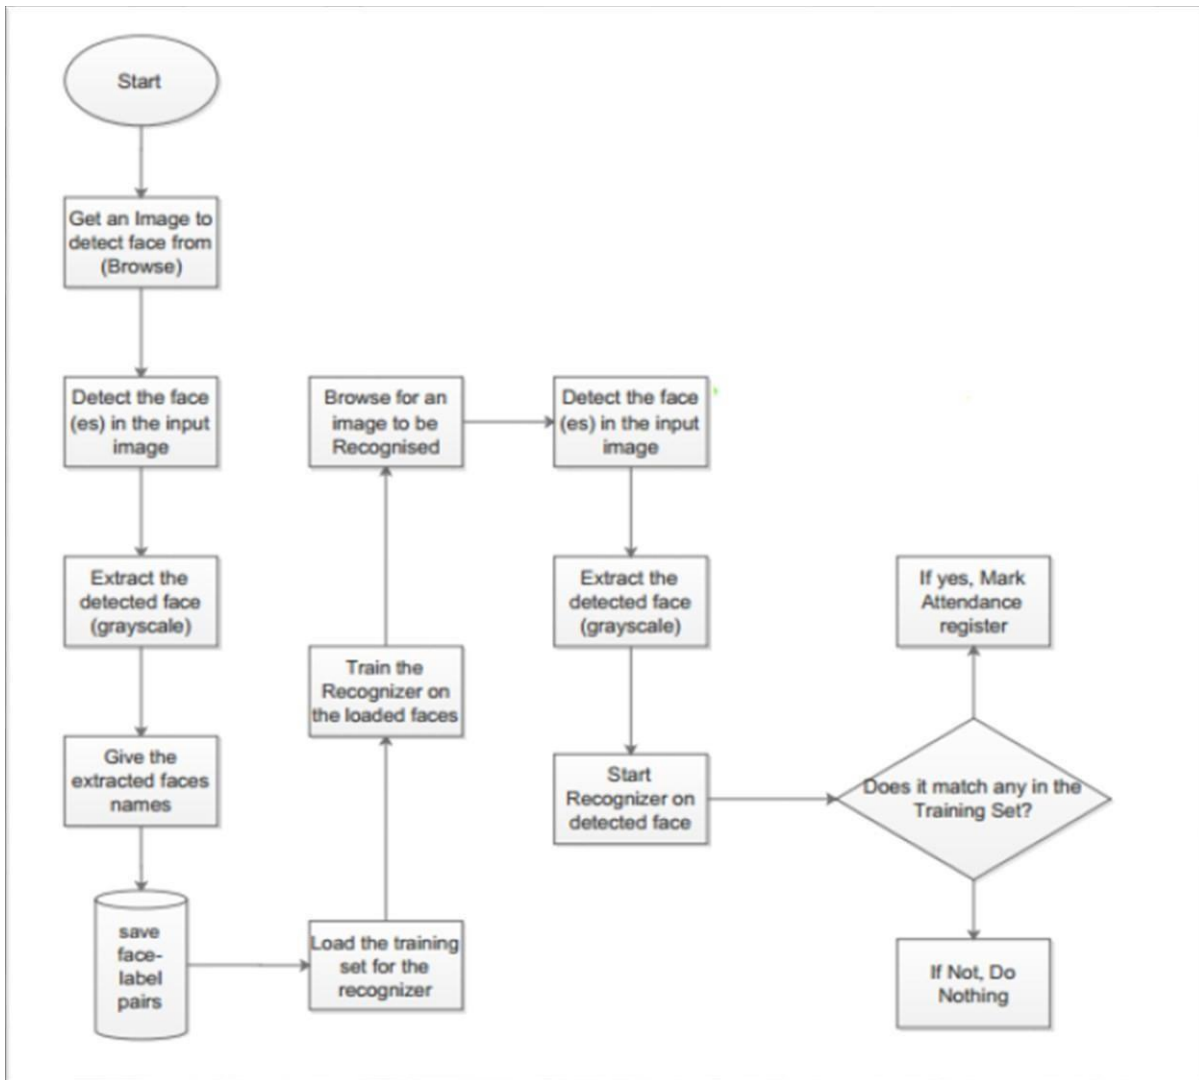 Start
Get an Image to
detect face from
(Browse)
Detect the face
(es) in the input
image
Extract the
detected face
(grayscale)
Give the
extracted faces
names
save
face-
label
pairs
Load the training
set for the
recognizer
Train the
Recognizer on
the loaded faces
Browse for an
image to be
Recognised
Detect the face
(es) in the input
image
Extract the
detected face
(grayscale)
Start
Recognizer on
detected face
Does it match any in the
Training Set?
If yes, Mark
Attendance
register
If Not, Do
Nothing